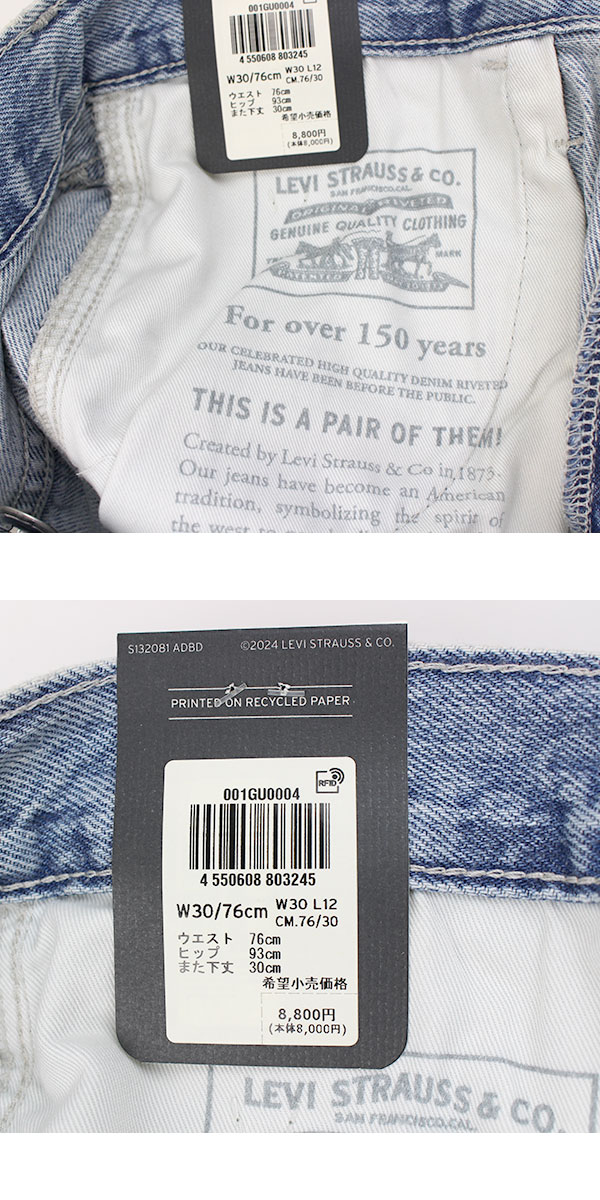 001GU0004
4 550608 803245
W30/76cm W30 L12
CM.76/30
ウエスト 76cm
ヒップ 93cm
また下丈 30cm
希望小売価格
8,800円
(本体8,000円)
LEVI STRAUSS & CO.
SAN FRANCISCO, CAL.
ORIGINAL RIVETED
GENUINE QUALITY CLOTHING
TRADE MARK
PATENTED
For over 150 years
OUR CELEBRATED HIGH QUALITY DENIM RIVETED
JEANS HAVE BEEN BEFORE THE PUBLIC.
THIS IS A PAIR OF THEM!
Created by Levi Strauss & Co in 1873.
Our jeans have become an American
tradition, symbolizing the spirit of
the west to
S132081 ADBD ©2024 LEVI STRAUSS & CO.
PRINTED ON RECYCLED PAPER
RFID
001GU0004
4 550608 803245
W30/76cm W30 L12
CM.76/30
ウエスト 76cm
ヒップ 93cm
また下丈 30cm
希望小売価格
8,800円
(本体8,000円)
LEVI STRAUSS & CO.
SAN FRANCISCO, CAL.